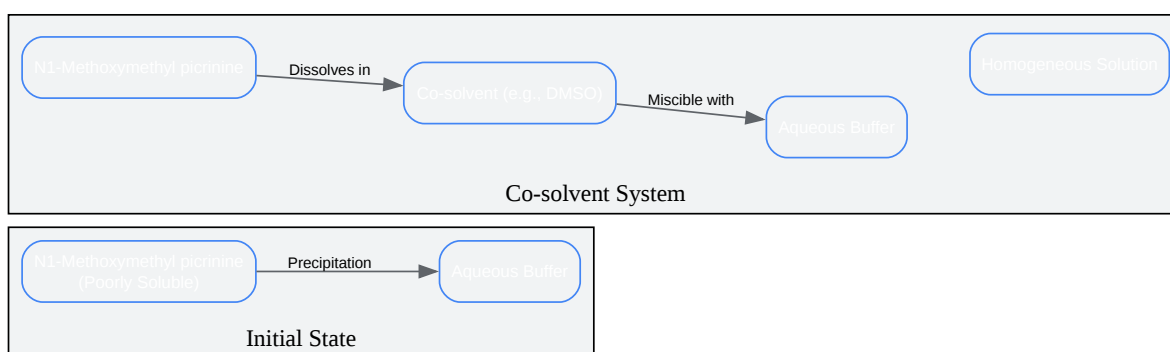 N1-Methoxymethyl picrinine
Dissolves in
Co-solvent (e.g., DMSO)
Miscible with
Aqueous Buffer
Homogeneous Solution
Co-solvent System
N1-Methoxymethyl picrinine
(Poorly Soluble)
Precipitation
Aqueous Buffer
Initial State